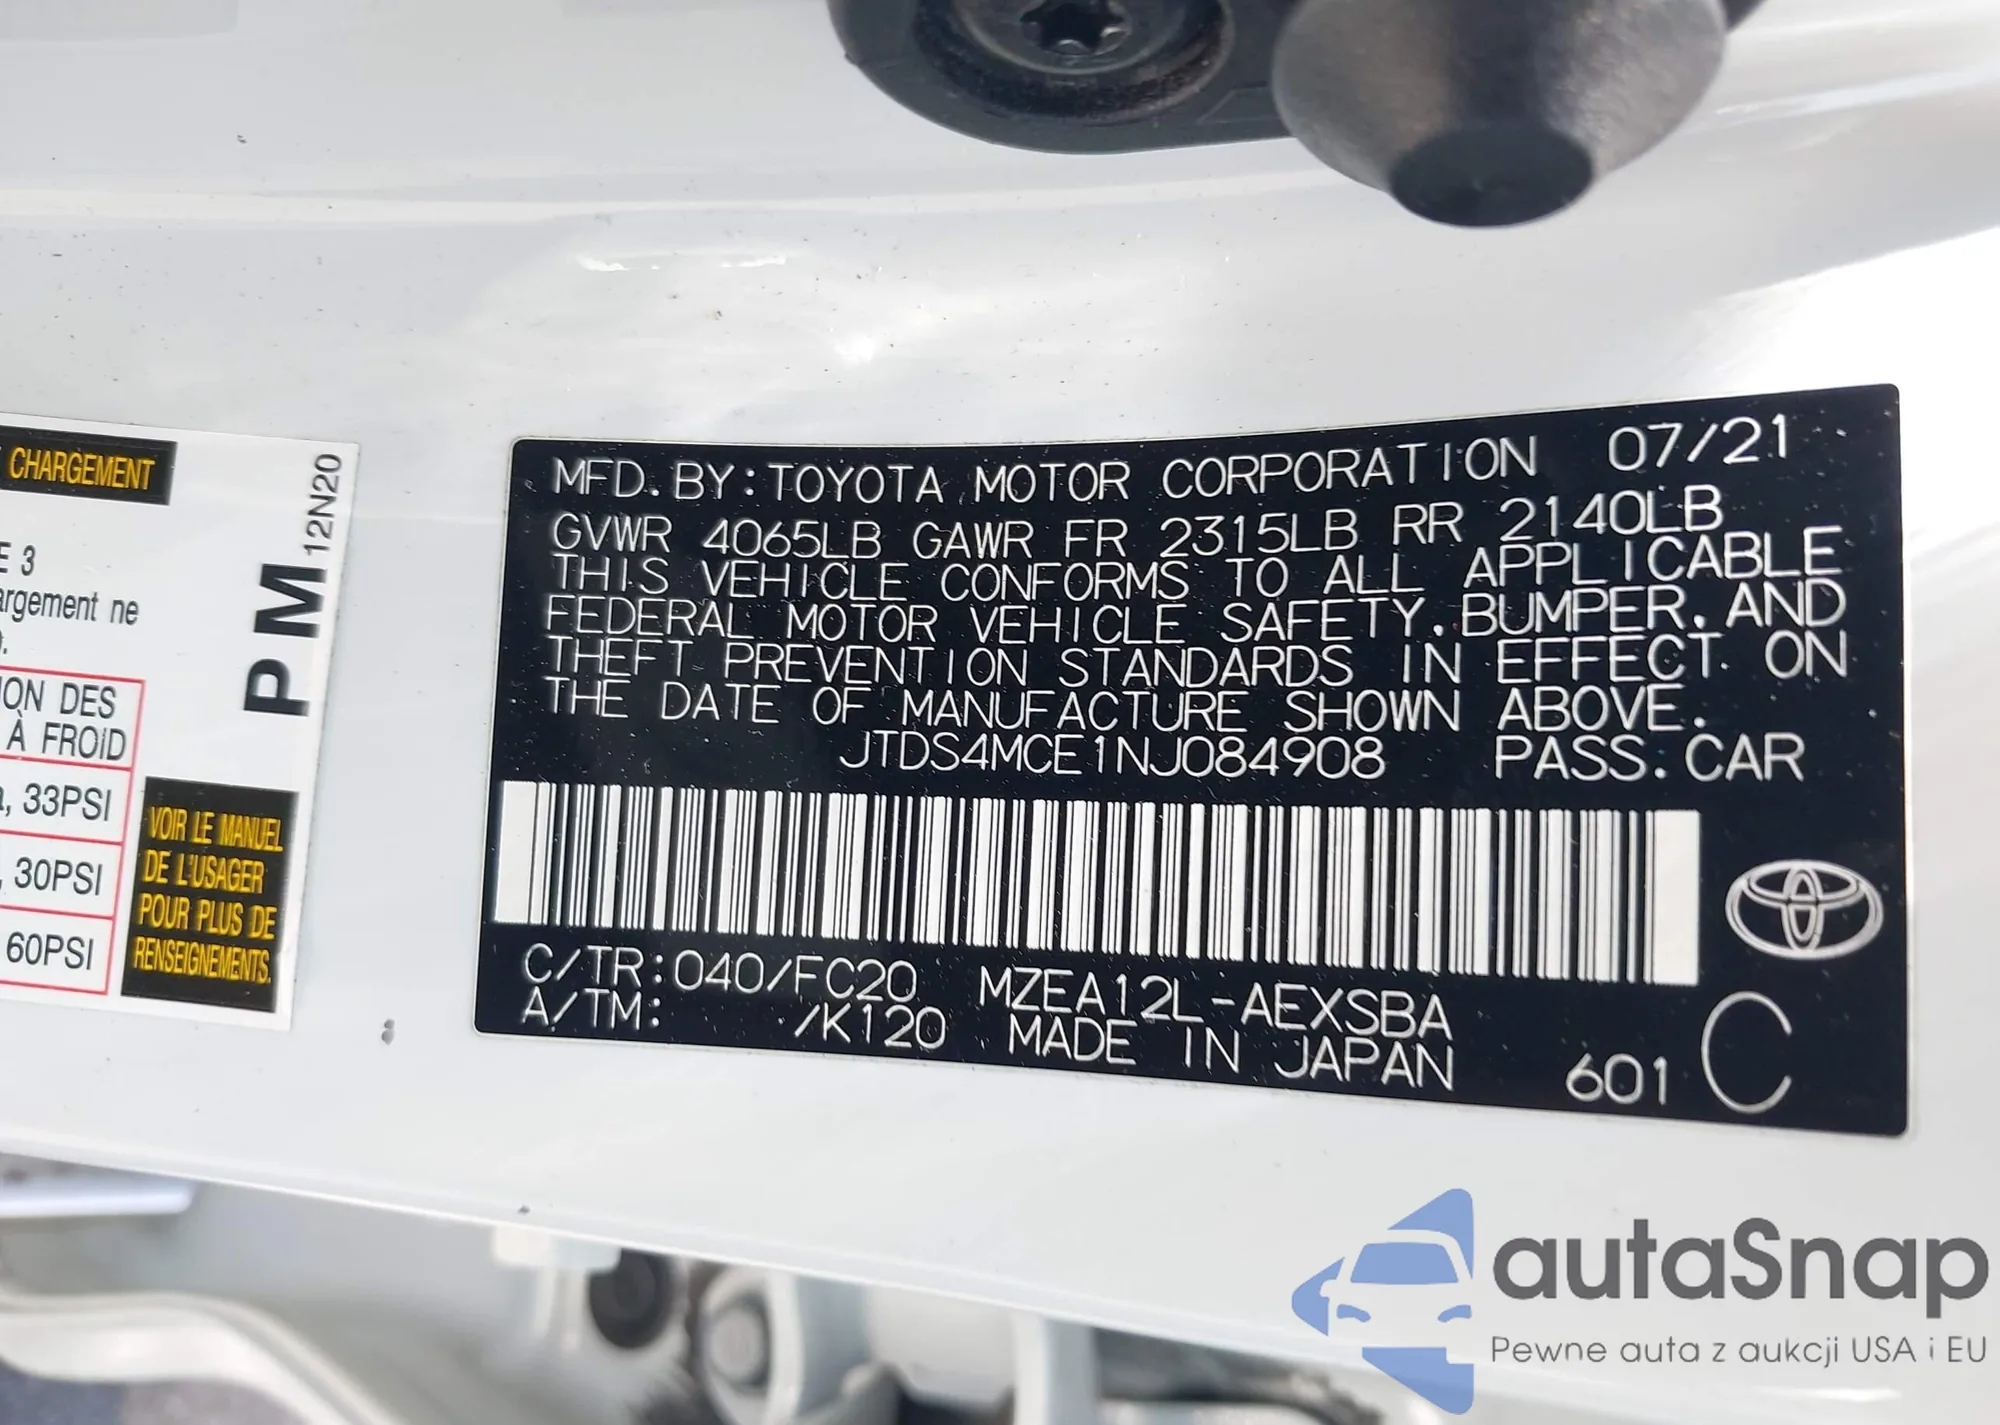 CHARGEMENT
E 3
argement ne
ION DES
À FROID
, 33PSI
, 30PSI
60PSI
PM 12N20
VOIR LE MANUEL
DE L'USAGER
POUR PLUS DE
RENSEIGNEMENTS.
MFD. BY: TOYOTA MOTOR CORPORATION 07/21
GVWR 4065LB GAWR FR 2315LB RR 2140LB
THIS VEHICLE CONFORMS TO ALL APPLICABLE
FEDERAL MOTOR VEHICLE SAFETY, BUMPER, AND
THEFT PREVENTION STANDARDS IN EFFECT ON
THE DATE OF MANUFACTURE SHOWN ABOVE.
JTDS4MCE1NJ084908 PASS. CAR
C/TR: 040/FC20 MZEA12L-AEXSBA
A/TM: /K120 MADE IN JAPAN 601 C
autaSnap
Pewne auta z aukcji USA i EU